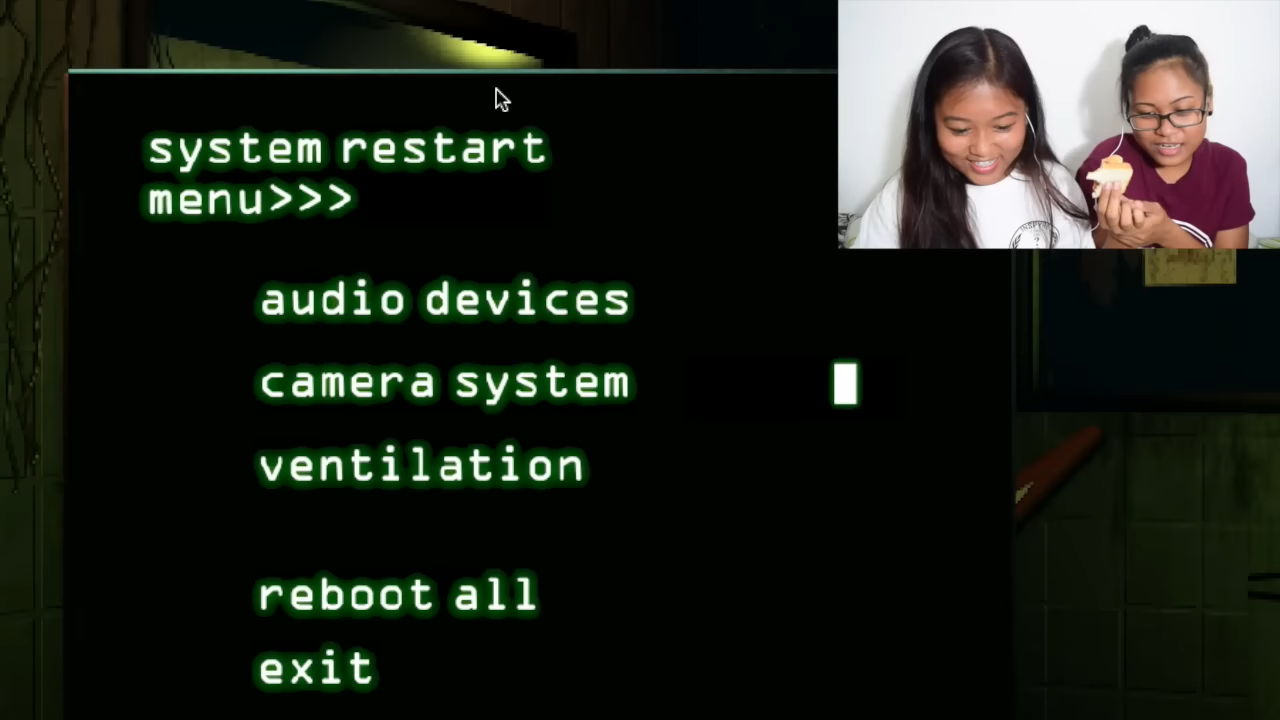 system restart
menu>>>
audio devices
camera system
ventilation
reboot all
exit